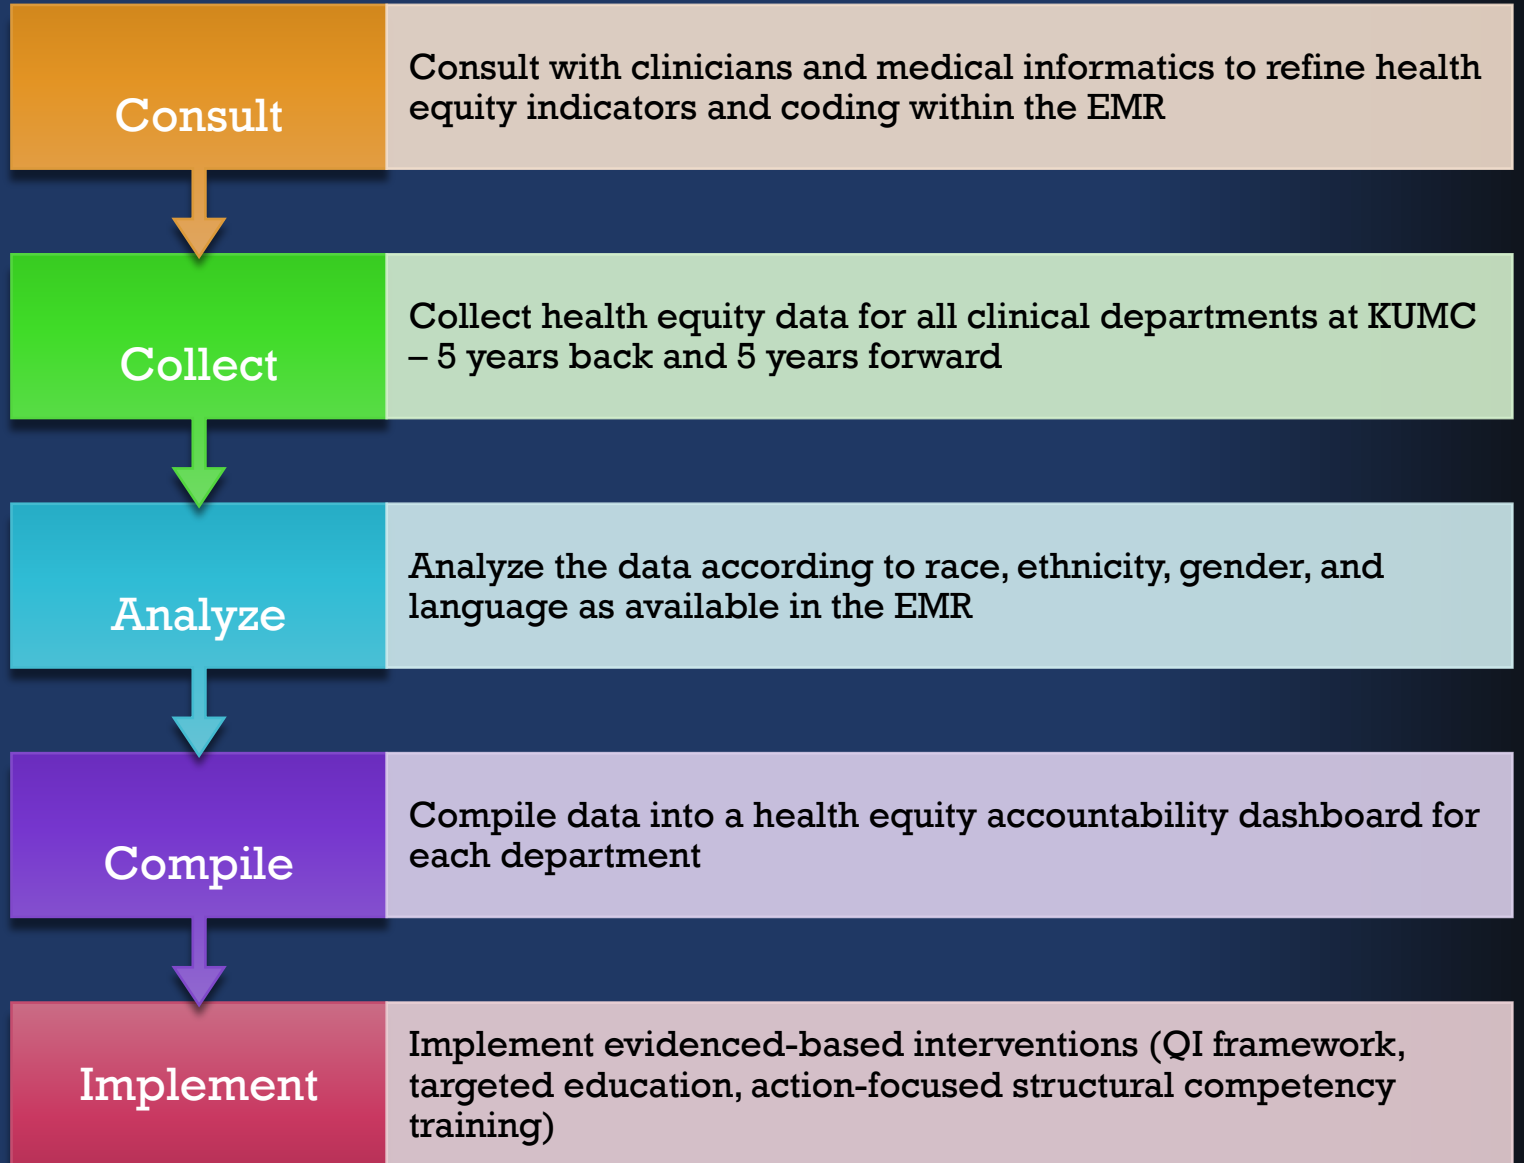 Consult
Consult with clinicians and medical informatics to refine health
equity indicators and coding within the EMR
Collect
Collect health equity data for all clinical departments at KUMC
– 5 years back and 5 years forward
Analyze
Analyze the data according to race, ethnicity, gender, and
language as available in the EMR
Compile
Compile data into a health equity accountability dashboard for
each department
Implement
Implement evidenced-based interventions (QI framework,
targeted education, action-focused structural competency
training)